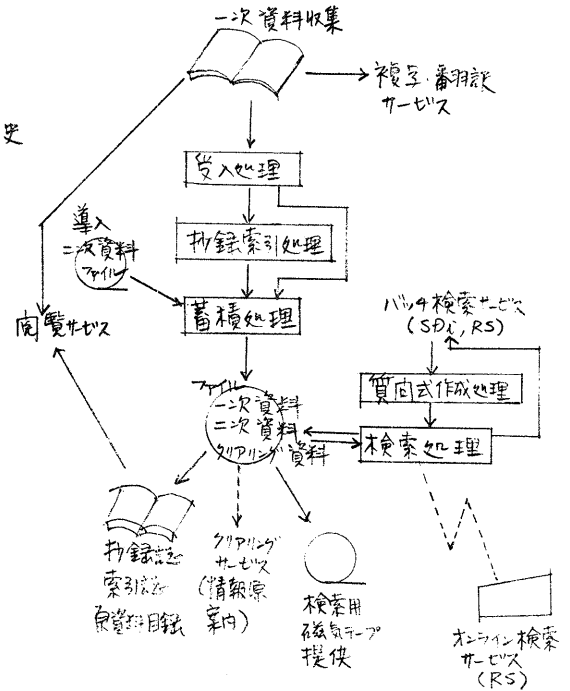 一次資料収集
複写・翻訳
サービス
史
受入処理
抄録索引処理
導入
二次資料
ファイル
蓄積処理
閲覧サービス
バッチ検索サービス
(SDi, RS)
質問式作成処理
検索処理
ファイル
一次資料
二次資料
クリアリング資料
抄録誌
索引誌
原資料目録
クリアリング
サービス
(情報源
案内)
検索用
磁気テープ
提供
オンライン検索
サービス
(RS)